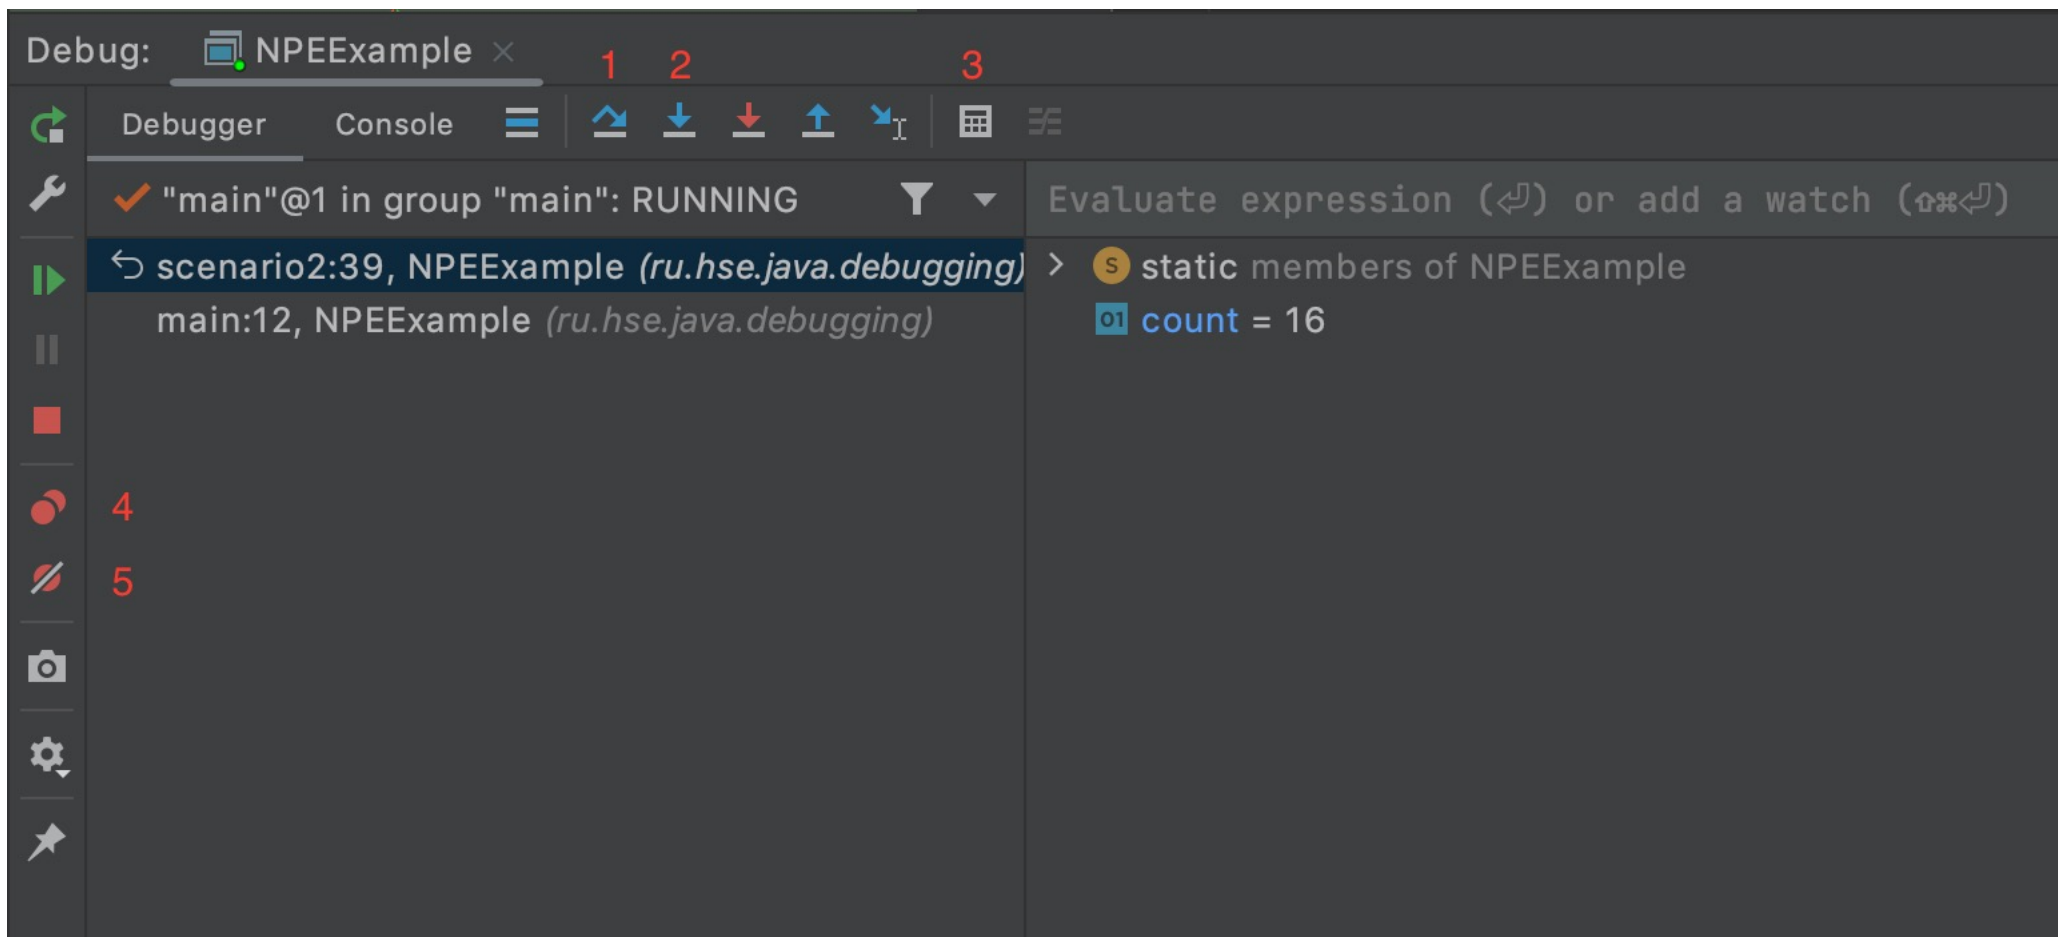 Debug: NPEExample
1 2 3
Debugger Console
"main"@1 in group "main": RUNNING
Evaluate expression (⏎) or add a watch (⇧⌘⏎)
scenario2:39, NPEExample (ru.hse.java.debugging)
main:12, NPEExample (ru.hse.java.debugging)
S static members of NPEExample
01 count = 16
4
5